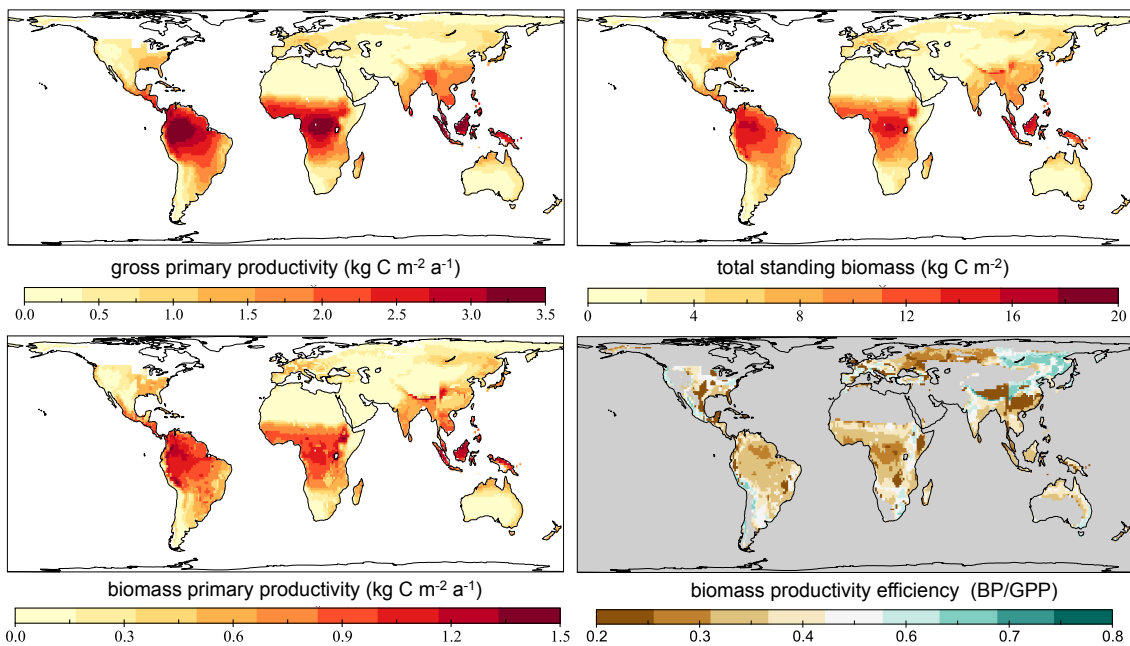 gross primary productivity (kg C m-2 a-1)
0.0 0.5 1.0 1.5 2.0 2.5 3.0 3.5
total standing biomass (kg C m-2)
0 4 8 12 16 20
biomass primary productivity (kg C m-2 a-1)
0.0 0.3 0.6 0.9 1.2 1.5
biomass productivity efficiency (BP/GPP)
0.2 0.3 0.4 0.6 0.7 0.8